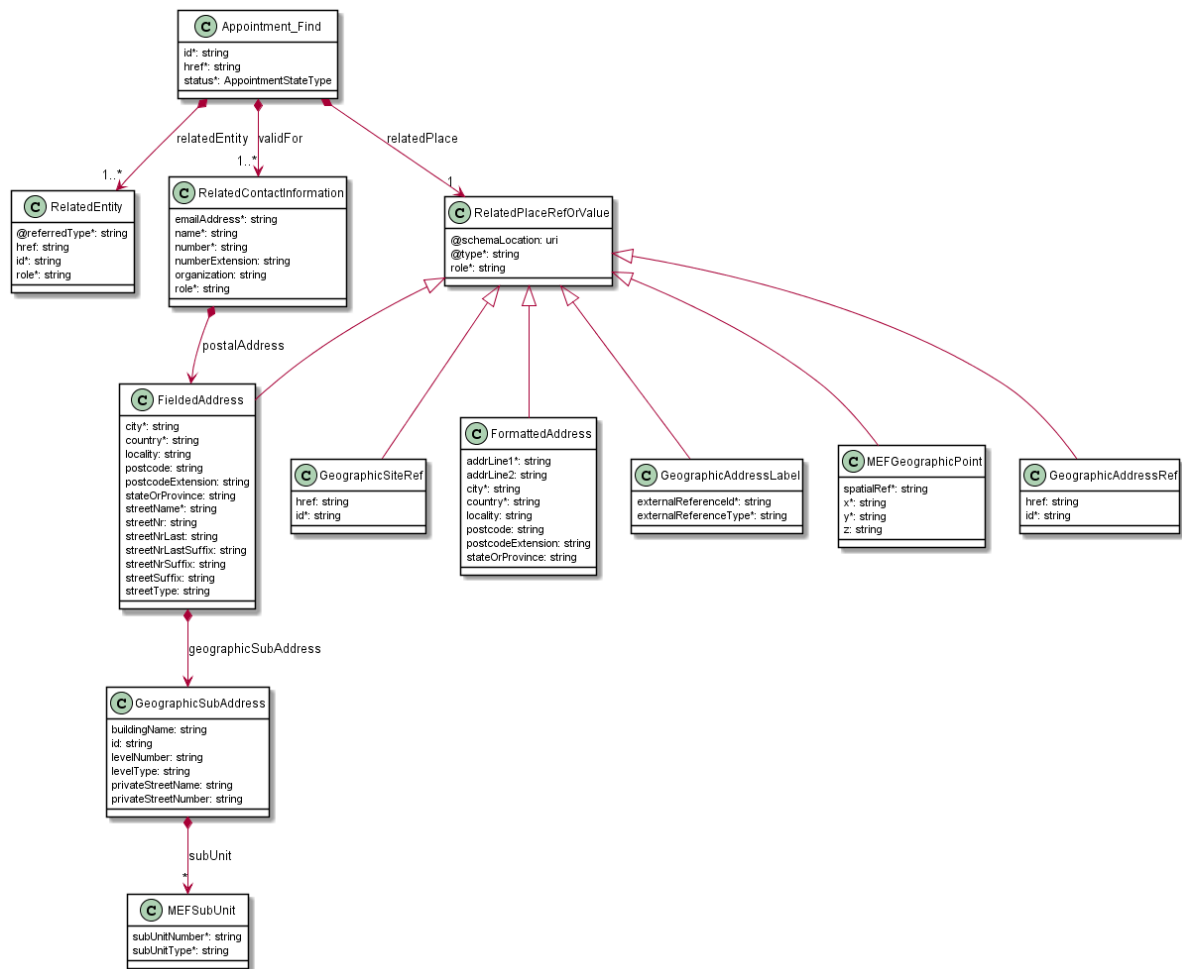 C Appointment_Find
id*: string
href*: string
status*: AppointmentStateType
relatedEntity
validFor
relatedPlace
1..*
1..*
1
C RelatedEntity
@referredType*: string
href: string
id*: string
role*: string
C RelatedContactInformation
emailAddress*: string
name*: string
number*: string
numberExtension: string
organization: string
role*: string
C RelatedPlaceRefOrValue
@schemaLocation: uri
@type*: string
role*: string
postalAddress
C FieldedAddress
city*: string
country*: string
locality: string
postcode: string
postcodeExtension: string
stateOrProvince: string
streetName*: string
streetNr: string
streetNrLast: string
streetNrLastSuffix: string
streetNrSuffix: string
streetSuffix: string
streetType: string
C GeographicSiteRef
href: string
id*: string
C FormattedAddress
addrLine1*: string
addrLine2: string
city*: string
country*: string
locality: string
postcode: string
postcodeExtension: string
stateOrProvince: string
C GeographicAddressLabel
externalReferenceId*: string
externalReferenceType*: string
C MEFGeographicPoint
spatialRef*: string
x*: string
y*: string
z: string
C GeographicAddressRef
href: string
id*: string
geographicSubAddress
C GeographicSubAddress
buildingName: string
id: string
levelNumber: string
levelType: string
privateStreetName: string
privateStreetNumber: string
subUnit
*
C MEFSubUnit
subUnitNumber*: string
subUnitType*: string